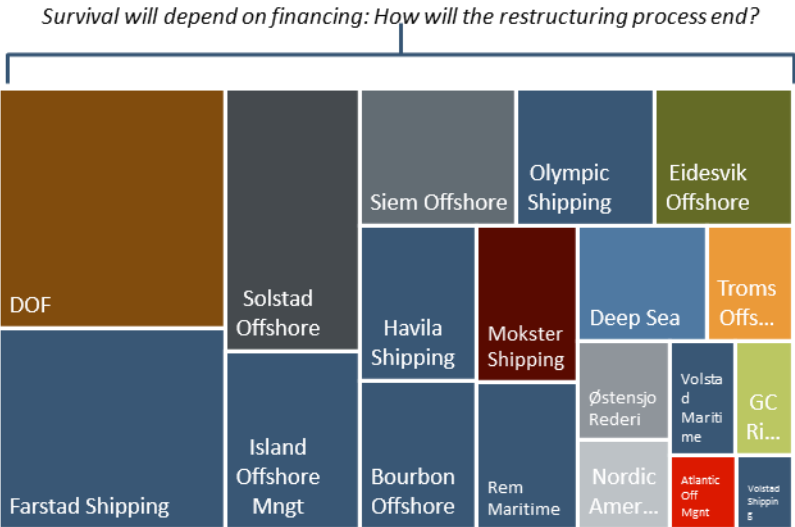 Survival will depend on financing: How will the restructuring process end?
DOF
Farstad Shipping
Solstad
Offshore
Island
Offshore
Mngt
Siem Offshore
Olympic
Shipping
Eidesvik
Offshore
Havila
Shipping
Mokster
Shipping
Deep Sea
Troms
Offs...
Bourbon
Offshore
Rem
Maritime
Østensjo
Rederi
Volsta
d
Mariti
me
GC
Ri...
Nordic
Amer...
Atlantic
Off
Mgnt
Volstad
Shippin
g